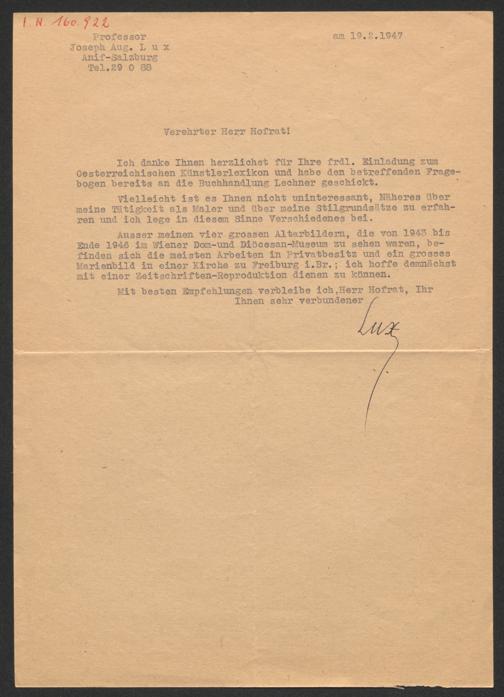 I.N. 160.922
Professor
Joseph Aug. L u x
Anif-Salzburg
Tel.29 0 88
am 19.2.1947
Verehrter Herr Hofrat!
Ich danke Ihnen herzlichst für Ihre frdl. Einladung zum
Oesterreichischen Künstlerlexikon und habe den betreffenden Frage-
bogen bereits an die Buchhandlung Lechner geschickt.
Vielleicht ist es Ihnen nicht uninteressant, Näheres über
meine Tätigkeit als Maler und über meine Stilgrundsätze zu erfah-
ren und ich lege in diesem Sinne Verschiedenes bei.
Ausser meinen vier grossen Altarbildern, die von 1943 bis
Ende 1946 im Wiener Dom-und Diöcesan-Museum zu sehen waren, be-
finden sich die meisten Arbeiten in Privatbesitz und ein grosses
Marienbild in einer Kirche zu Freiburg i.Br.; ich hoffe demnächst
mit einer Zeitschriften-Reproduktion dienen zu können.
Mit besten Empfehlungen verbleibe ich,Herr Hofrat, Ihr
Ihnen sehr verbundener
Lux